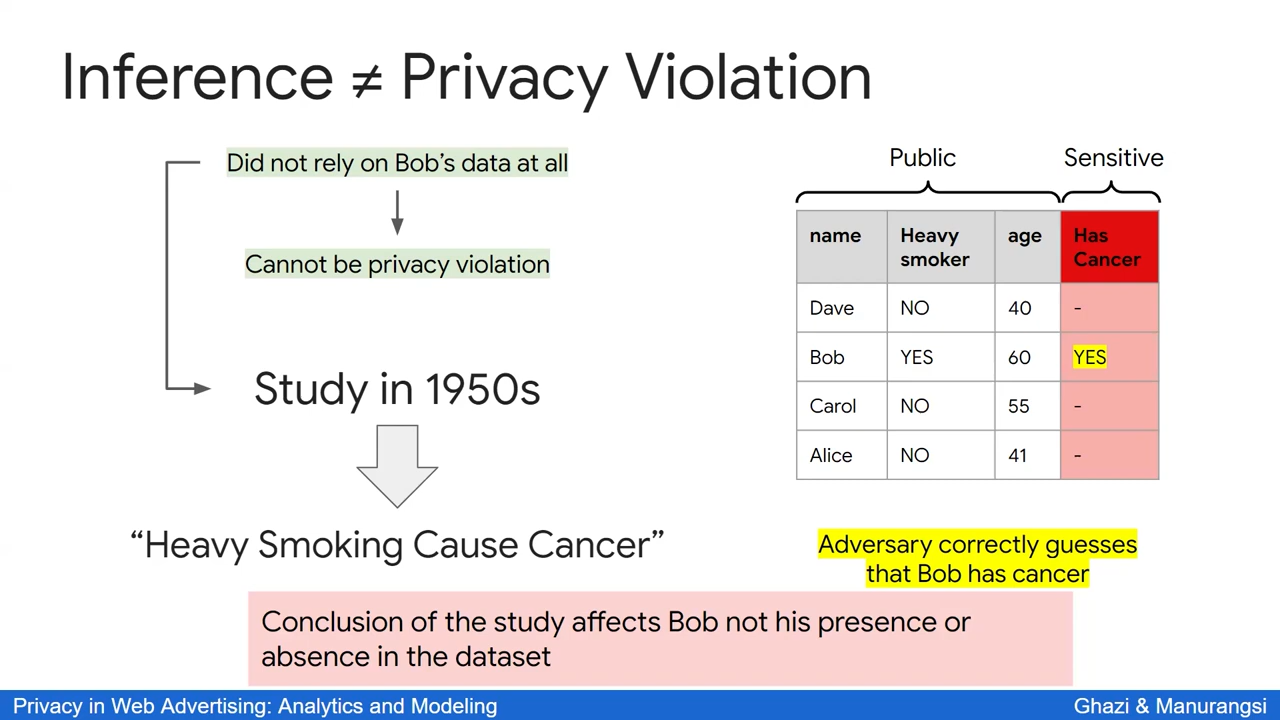 Inference ≠ Privacy Violation
Did not rely on Bob's data at all
Cannot be privacy violation
Study in 1950s
“Heavy Smoking Cause Cancer”
Public Sensitive
name Heavy smoker age Has Cancer
Dave NO 40 -
Bob YES 60 YES
Carol NO 55 -
Alice NO 41 -
Adversary correctly guesses
that Bob has cancer
Conclusion of the study affects Bob not his presence or
absence in the dataset
Privacy in Web Advertising: Analytics and Modeling
Ghazi & Manurangsi